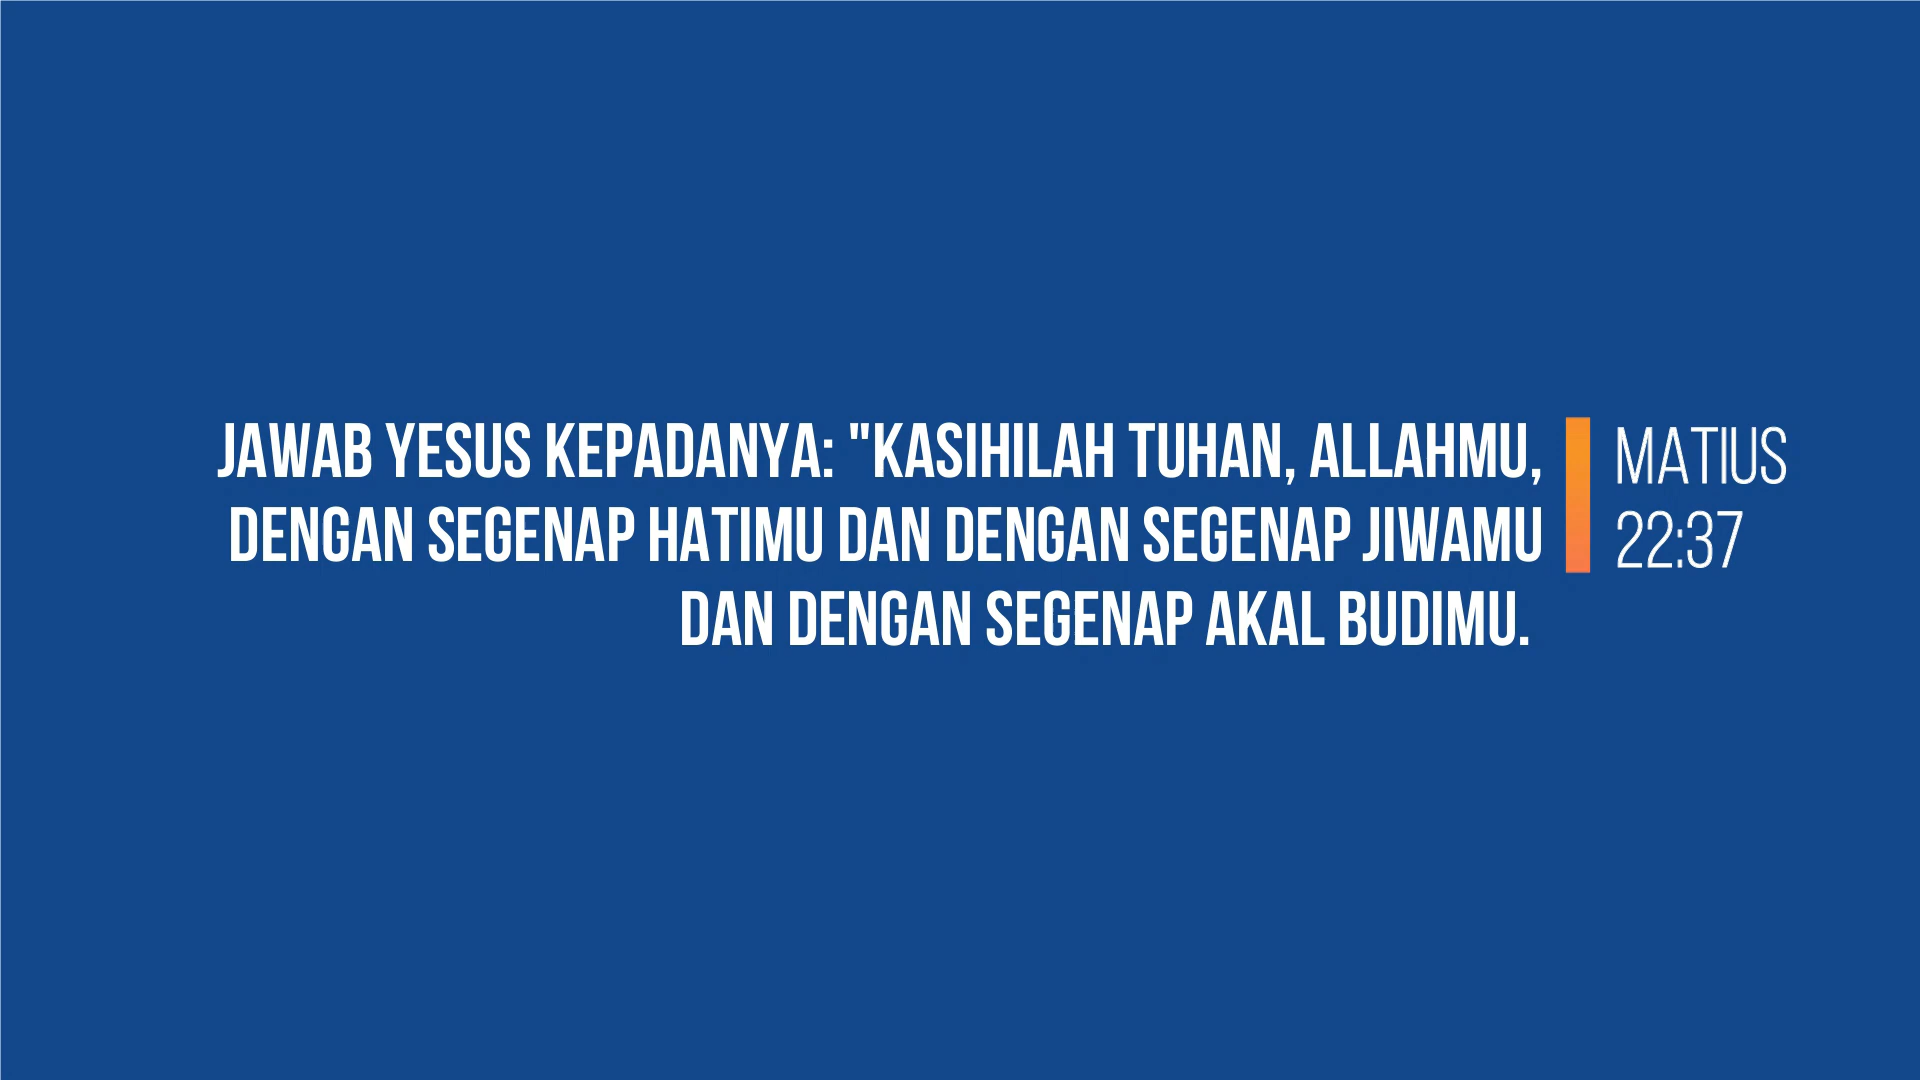 JAWAB YESUS KEPADANYA: "KASIHILAH TUHAN, ALLAHMU,
DENGAN SEGENAP HATIMU DAN DENGAN SEGENAP JIWAMU
DAN DENGAN SEGENAP AKAL BUDIMU.
MATIUS
22:37